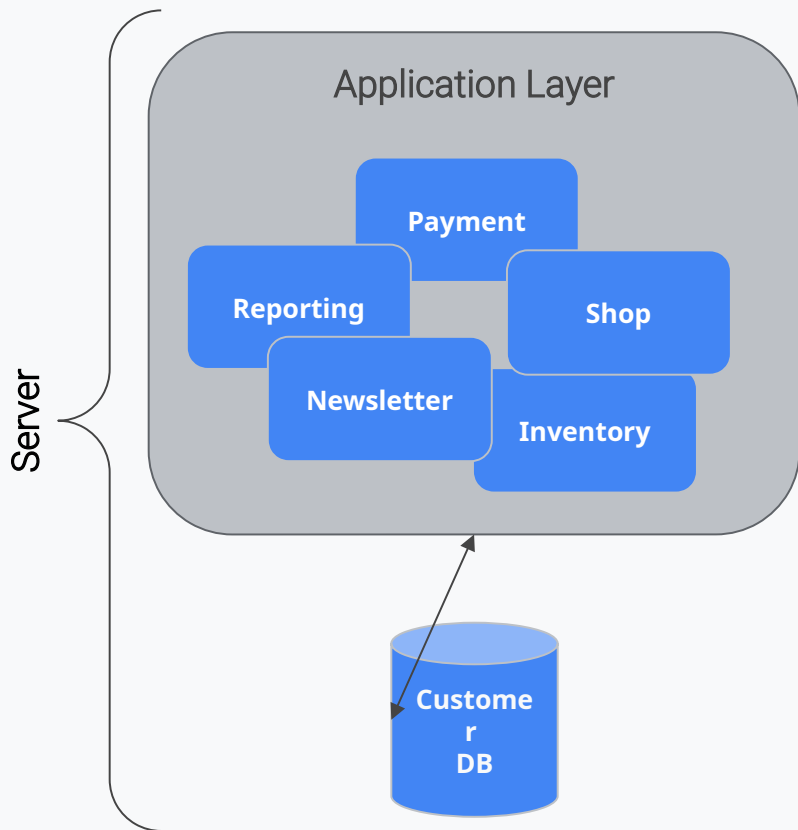 Application Layer
Payment
Reporting
Shop
Newsletter
Inventory
Server
Custome
r
DB